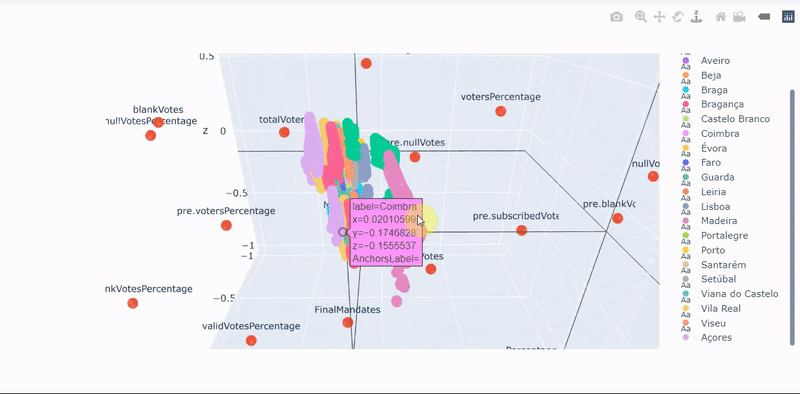 0.5
votersPercentage
blankVotes
nullVotesPercentage
totalVoter
Z
0
pre.nullVotes
nullVo
−0.5
pre.votersPercentage
label=Coimbra
x=0.0201059
y=−0.1746828
z=−0.1555537
AnchorsLabel=
pre.subscribedVote
pre.blankVo
−1
−1
Votes
nkVotesPercentage
−0.5
FinalMandates
validVotesPercentage
Aa Aveiro
Aa Beja
Aa Braga
Aa Bragança
Aa Castelo Branco
Aa Coimbra
Aa Évora
Aa Faro
Aa Guarda
Aa Leiria
Aa Lisboa
Aa Madeira
Aa Portalegre
Aa Porto
Aa Santarém
Aa Setúbal
Aa Viana do Castelo
Aa Vila Real
Aa Viseu
Aa Açores